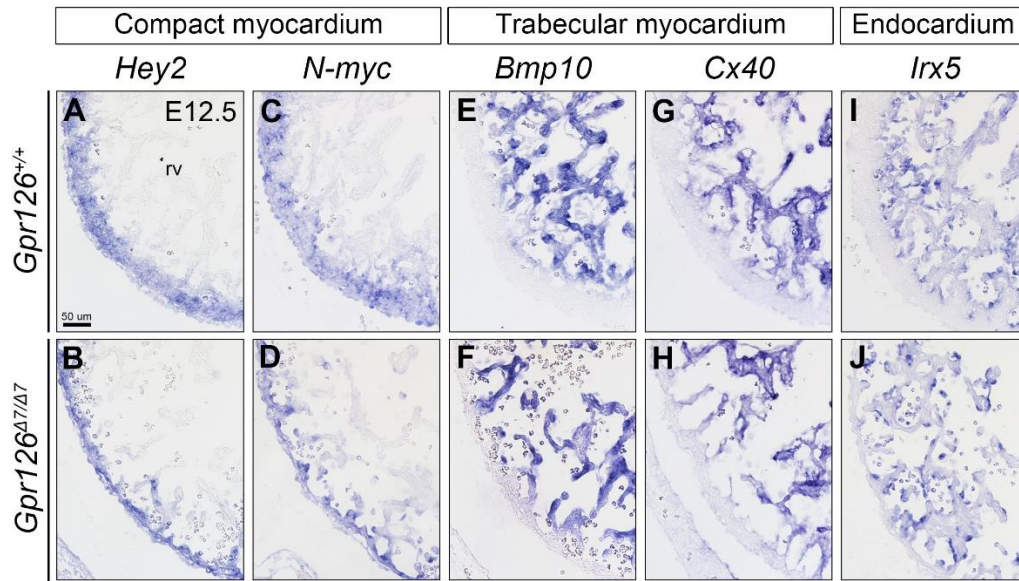 Compact myocardium Trabecular myocardium Endocardium
Hey2 N-myc Bmp10 Cx40 Irx5
A E12.5 C E G I
rv
Gpr126+/+
50 um
B D F H J
Gpr126Δ7/Δ7